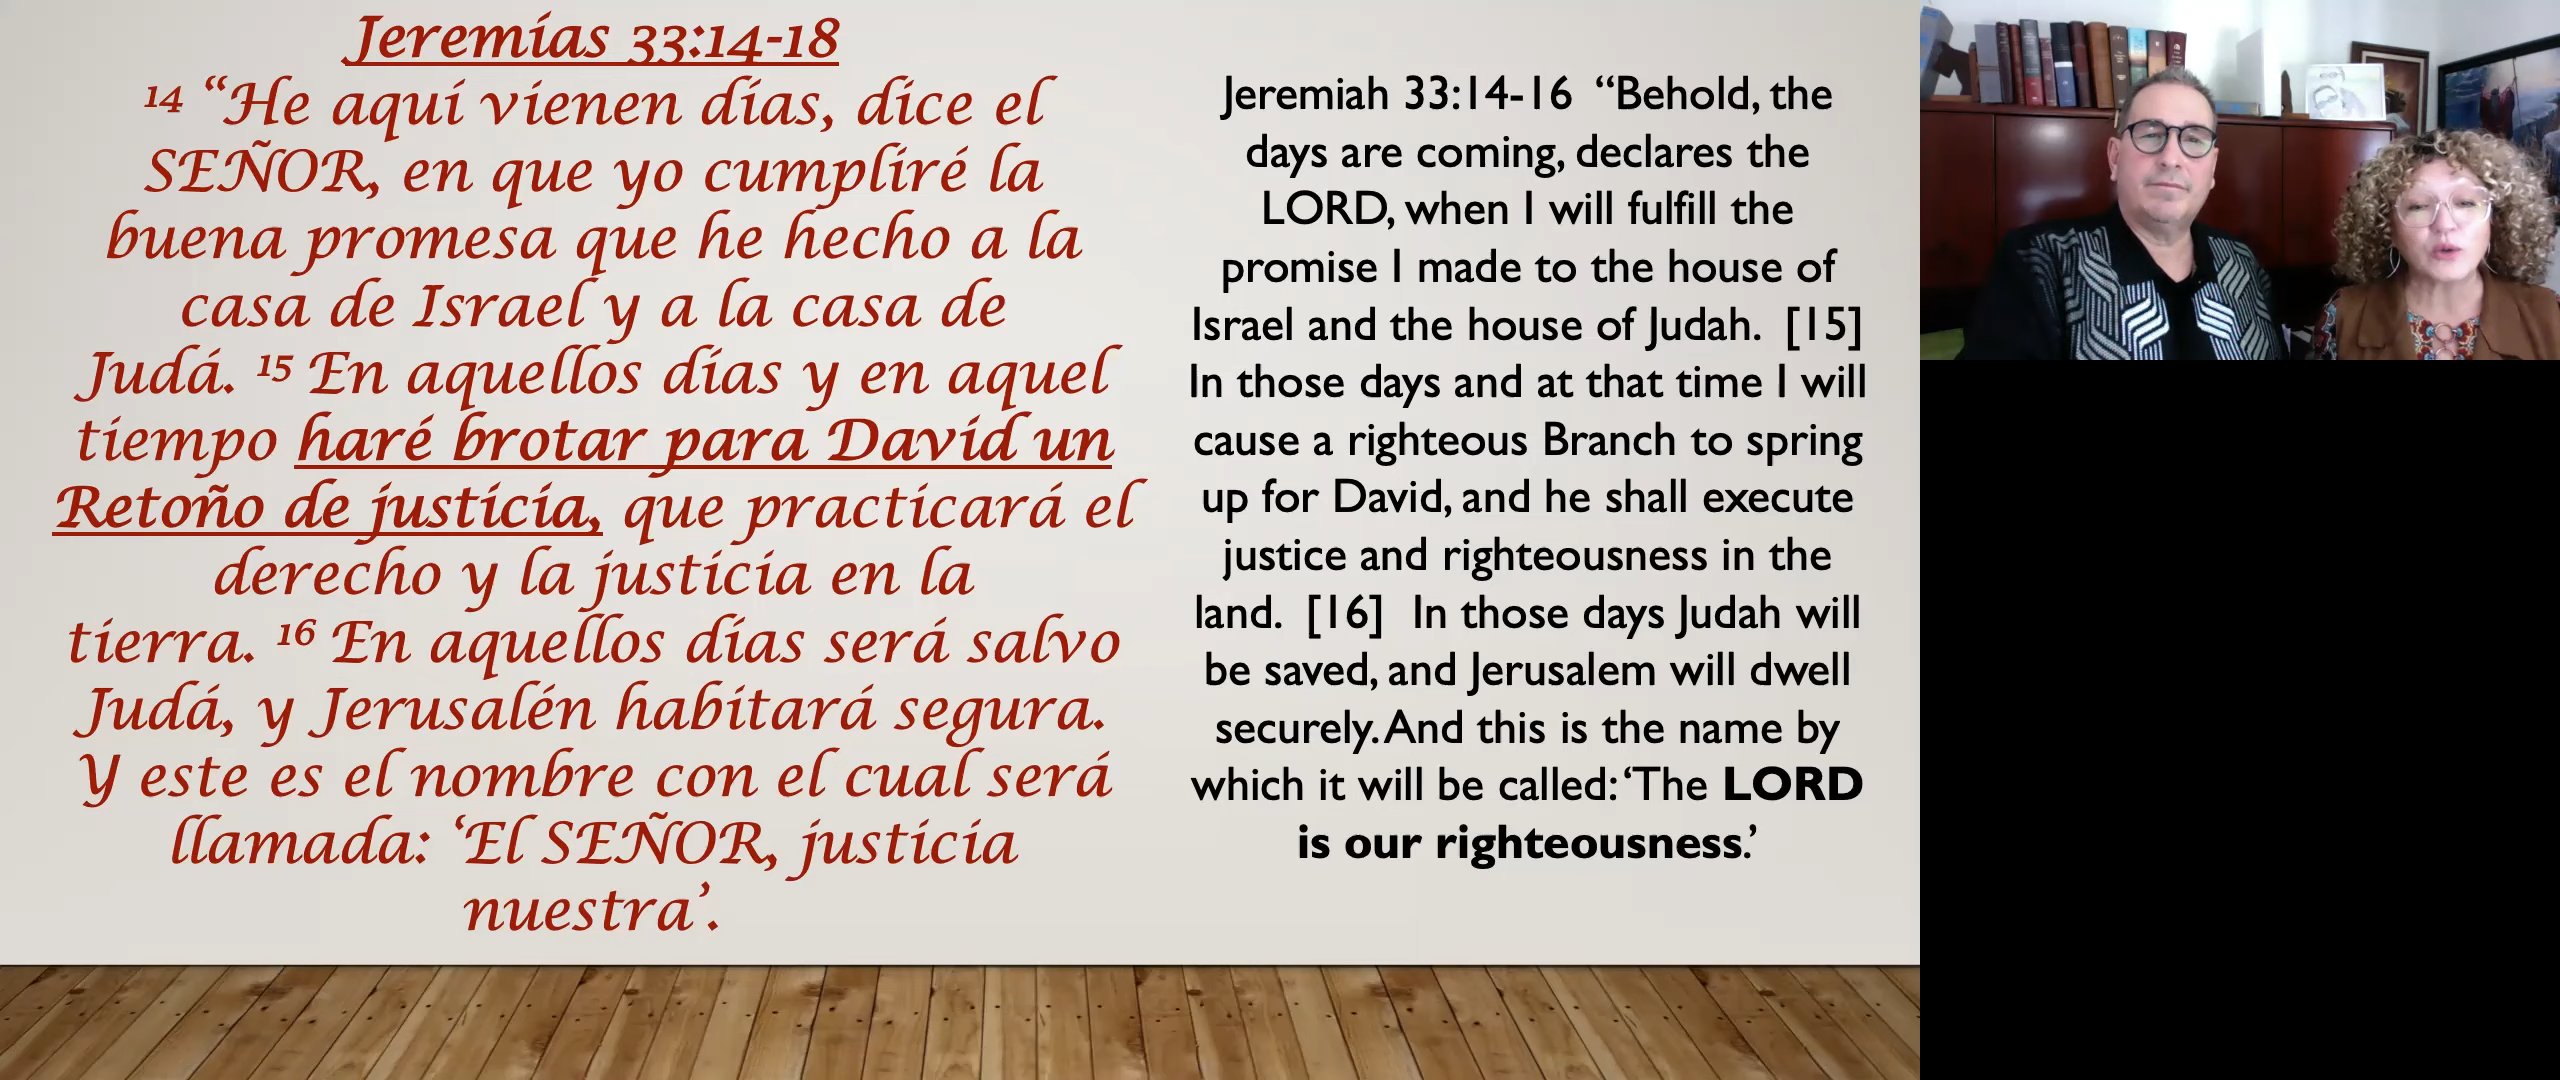 Jeremías 33:14-18
¹⁴ “He aquí vienen días, dice el
SEÑOR, en que yo cumpliré la
buena promesa que he hecho a la
casa de Israel y a la casa de
Judá. ¹⁵ En aquellos días y en aquel
tiempo haré brotar para David un
Retoño de justicia, que practicará el
derecho y la justicia en la
tierra. ¹⁶ En aquellos días será salvo
Judá, y Jerusalén habitará segura.
Y este es el nombre con el cual será
llamada: ‘El SEÑOR, justicia
nuestra’.
Jeremiah 33:14-16 “Behold, the
days are coming, declares the
LORD, when I will fulfill the
promise I made to the house of
Israel and the house of Judah. [15]
In those days and at that time I will
cause a righteous Branch to spring
up for David, and he shall execute
justice and righteousness in the
land. [16] In those days Judah will
be saved, and Jerusalem will dwell
securely. And this is the name by
which it will be called: ‘The LORD
is our righteousness.’